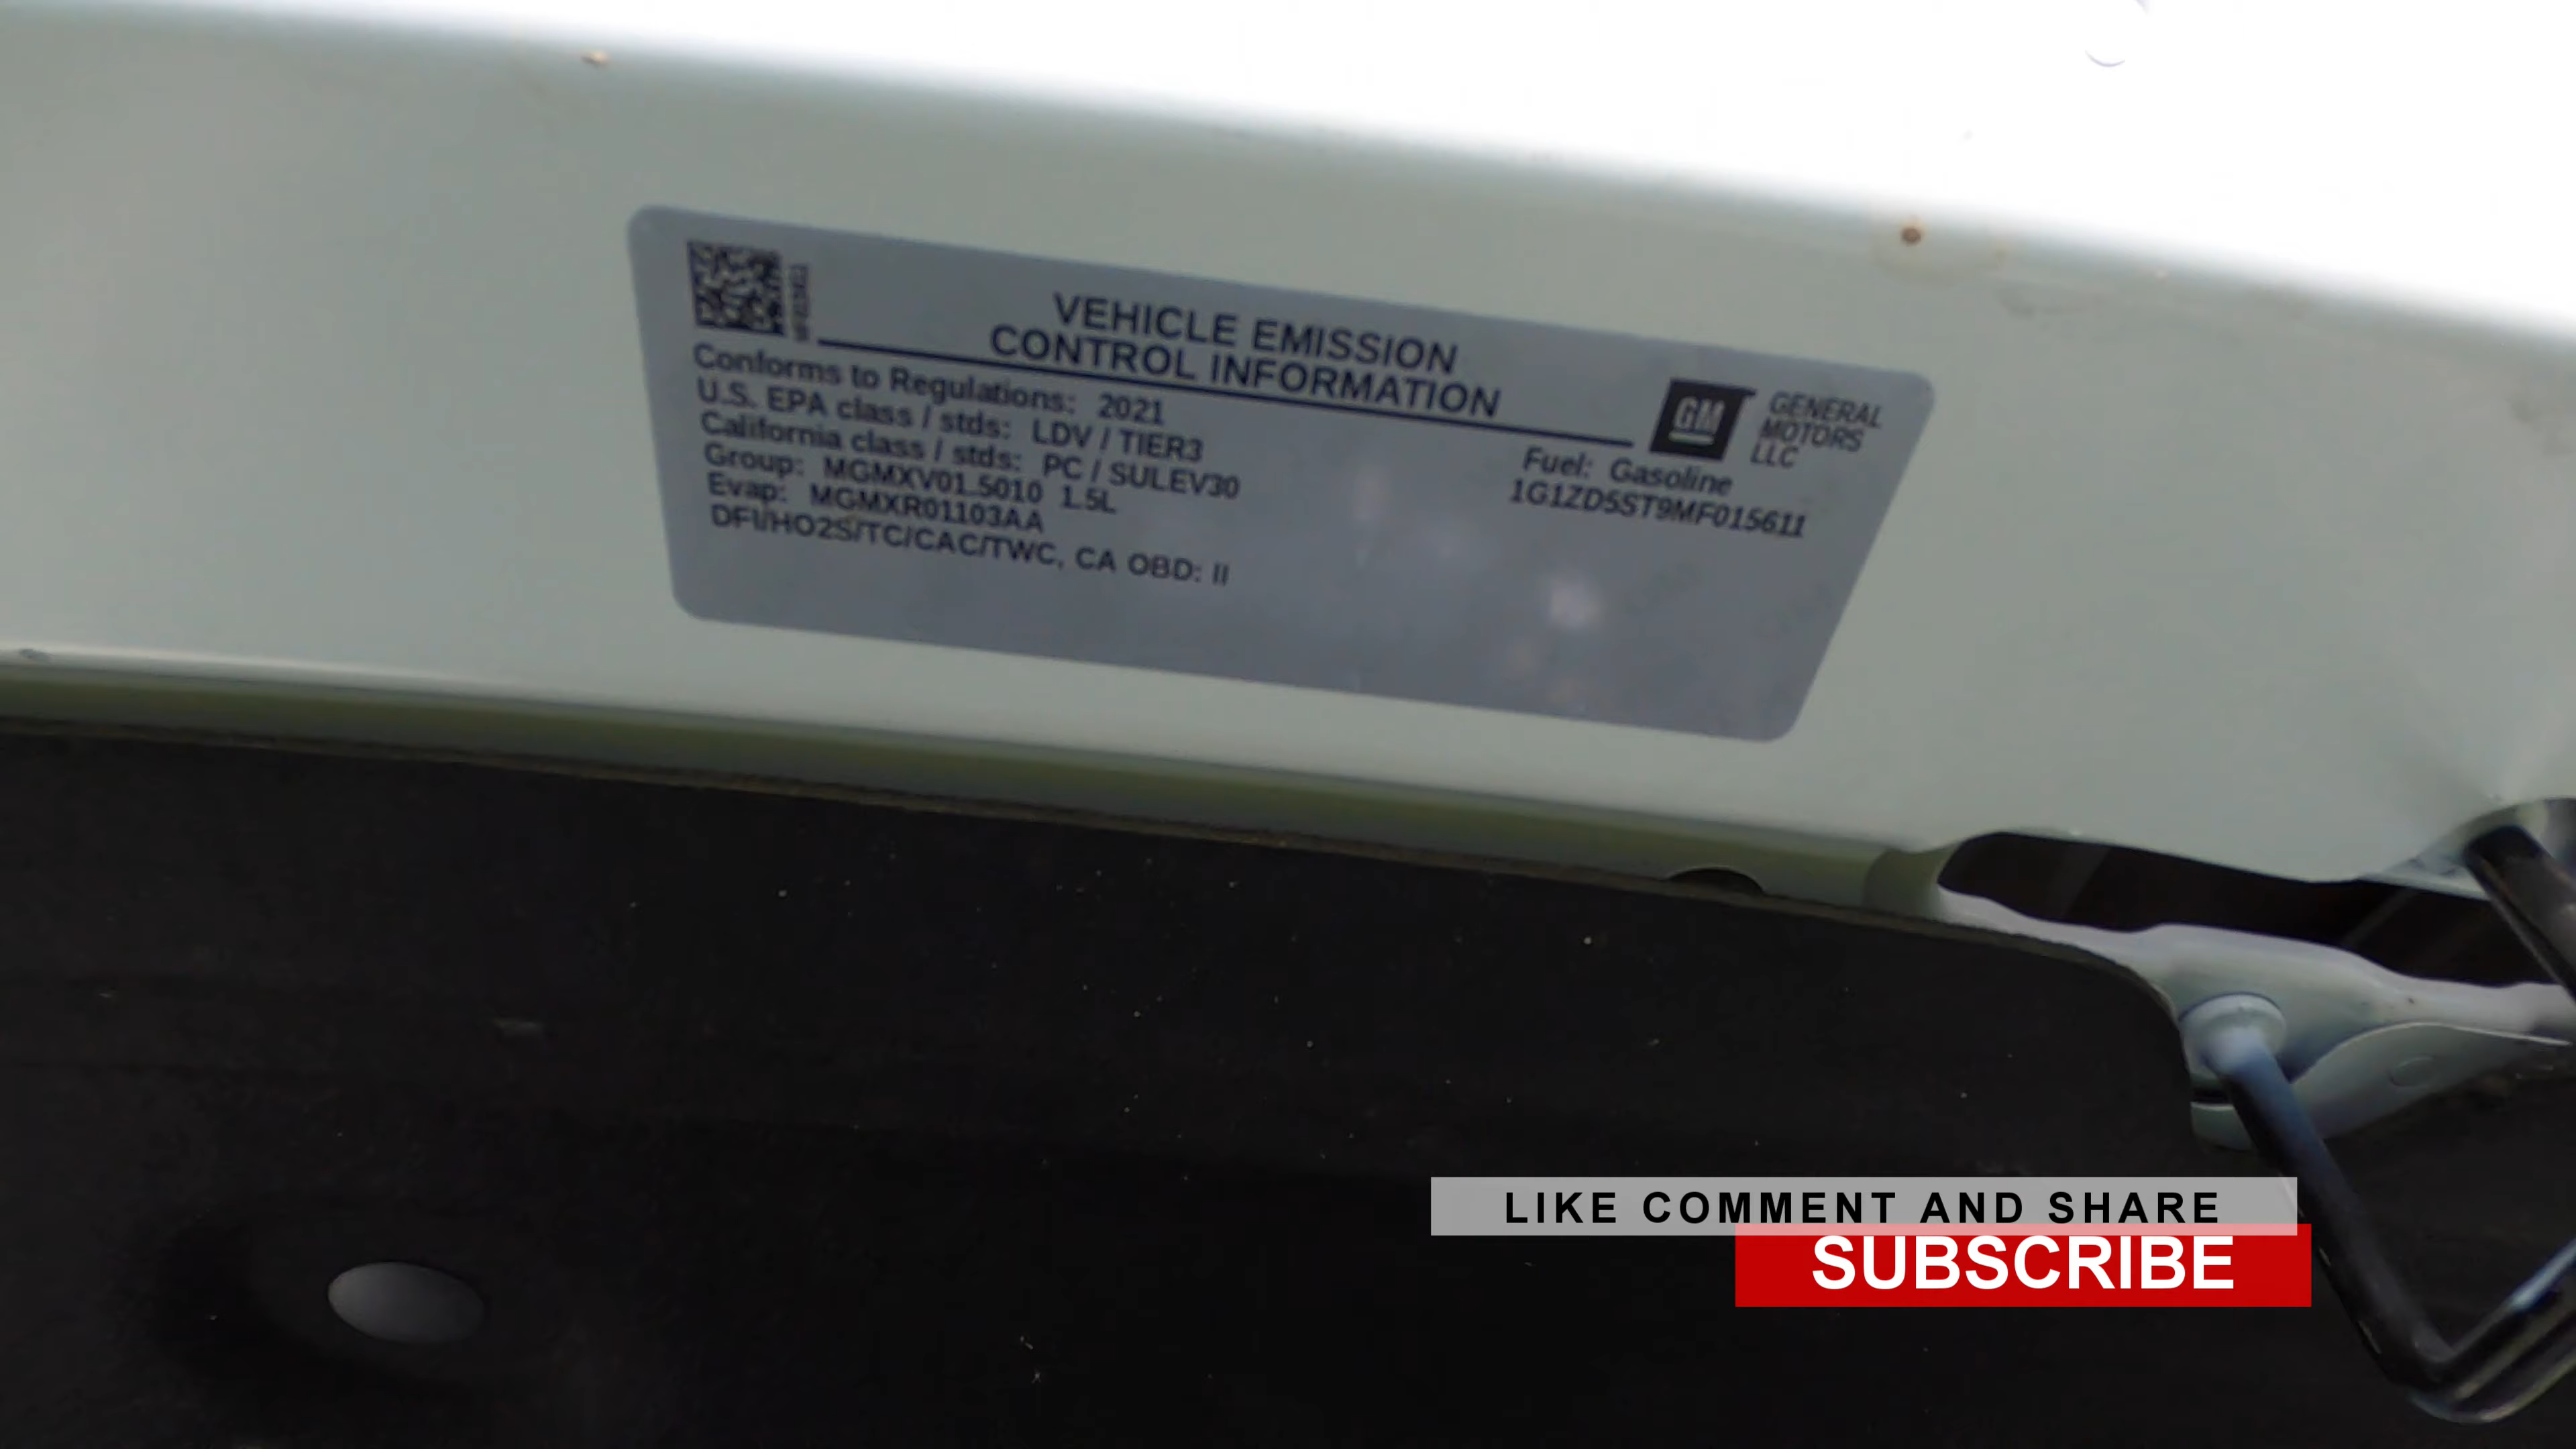 VEHICLE EMISSION
CONTROL INFORMATION
GM
GENERAL
MOTORS
LLC
Conforms to Regulations: 2021
U.S. EPA class / stds: LDV / TIER3
California class / stds: PC / SULEV30
Group: MGMXV01.5010 1.5L
Evap: MGMXR01103AA
DFI/HO2S/TC/CAC/TWC, CA OBD: II
Fuel: Gasoline
1G1ZD5ST9MF015611
LIKE COMMENT AND SHARE
SUBSCRIBE